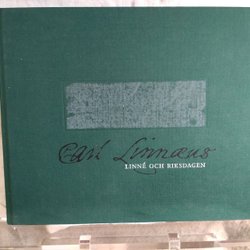 Carl Linnæus
LINNÉ OCH RIKSDAGEN